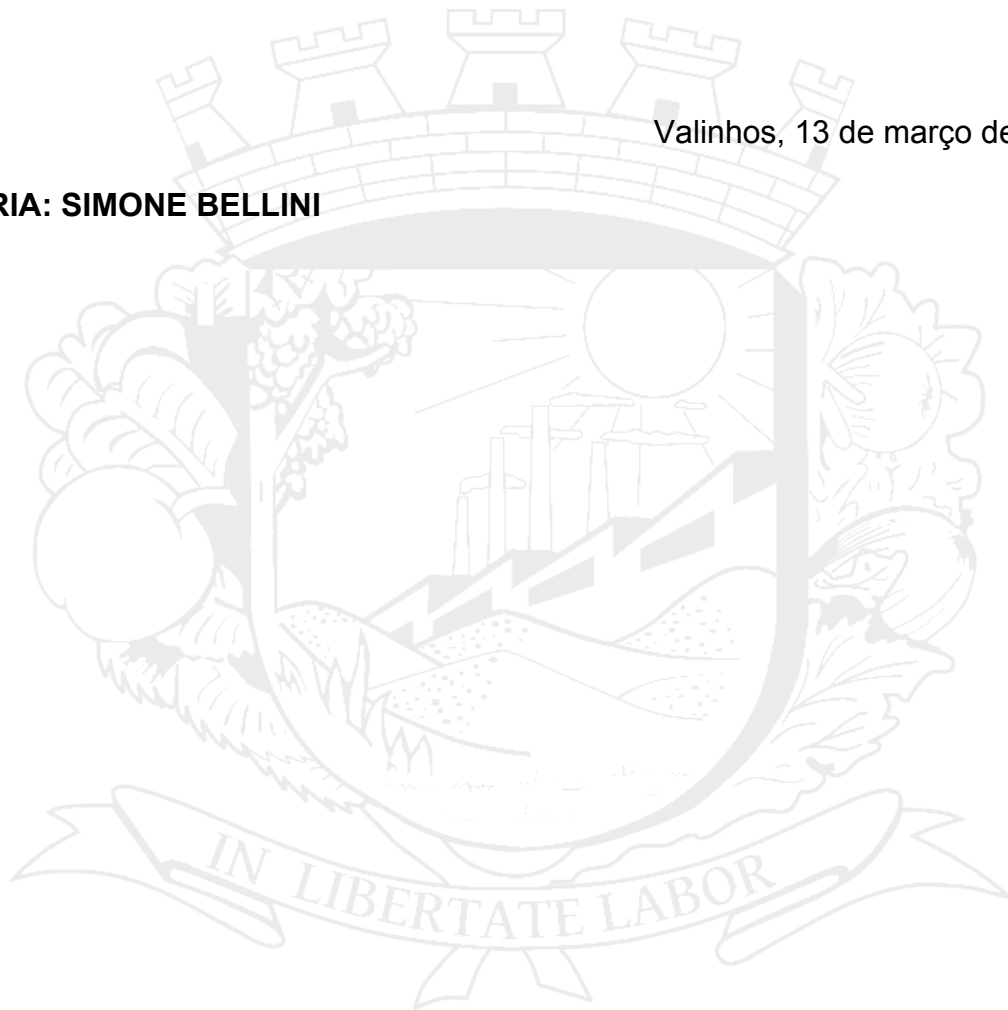 Valinhos, 13 de março de
RIA: SIMONE BELLINI
IN LIBERTATE LABOR